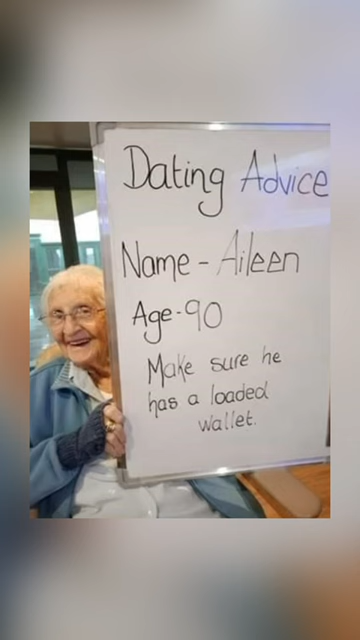 Dating Advice
Name - Aileen
Age - 90
Make sure he
has a loaded
wallet.